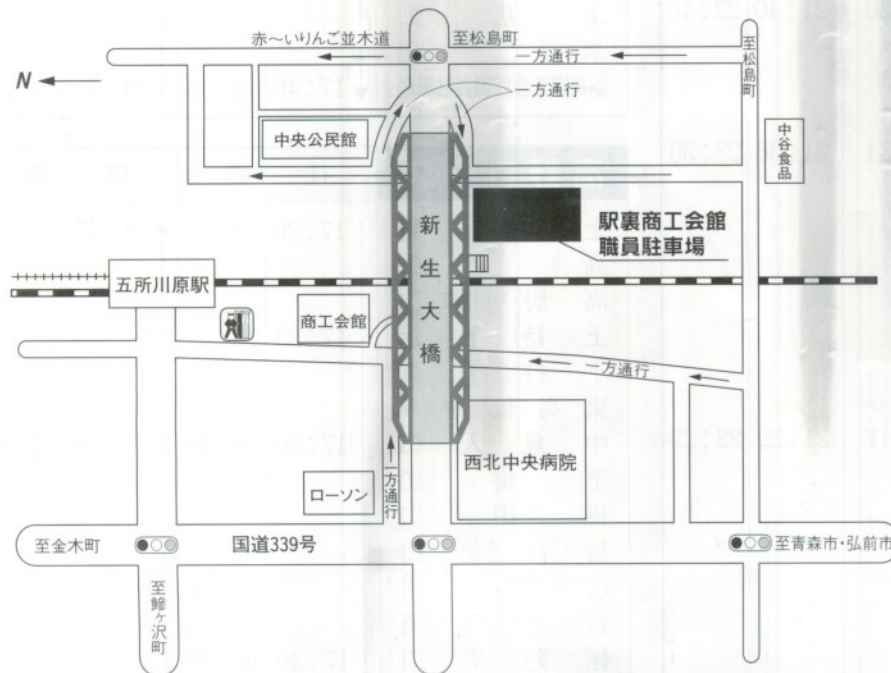 赤〜いりんご並木道
至松島町
一方通行
至松島町
N
一方通行
中央公民館
中谷食品
新生大橋
駅裏商工会館
職員駐車場
五所川原駅
商工会館
一方通行
西北中央病院
ローソン
一方通行
至金木町
国道339号
至青森市・弘前市
至鰺ヶ沢町